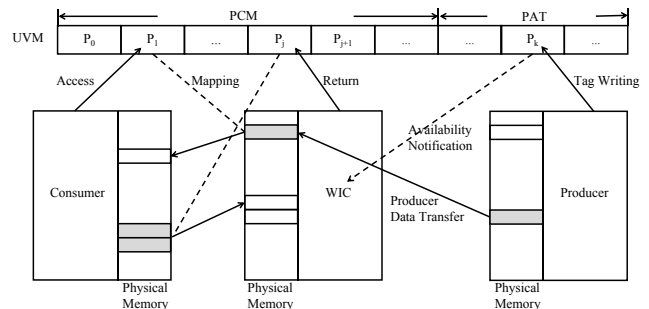 PCM PAT
UVM P0 P1 ... Pj Pj+1 ... ... Pk ...
Access Mapping Return Tag Writing
Availability
Notification
Consumer WIC Producer
Producer
Data Transfer
Physical
Memory
Physical
Memory
Physical
Memory